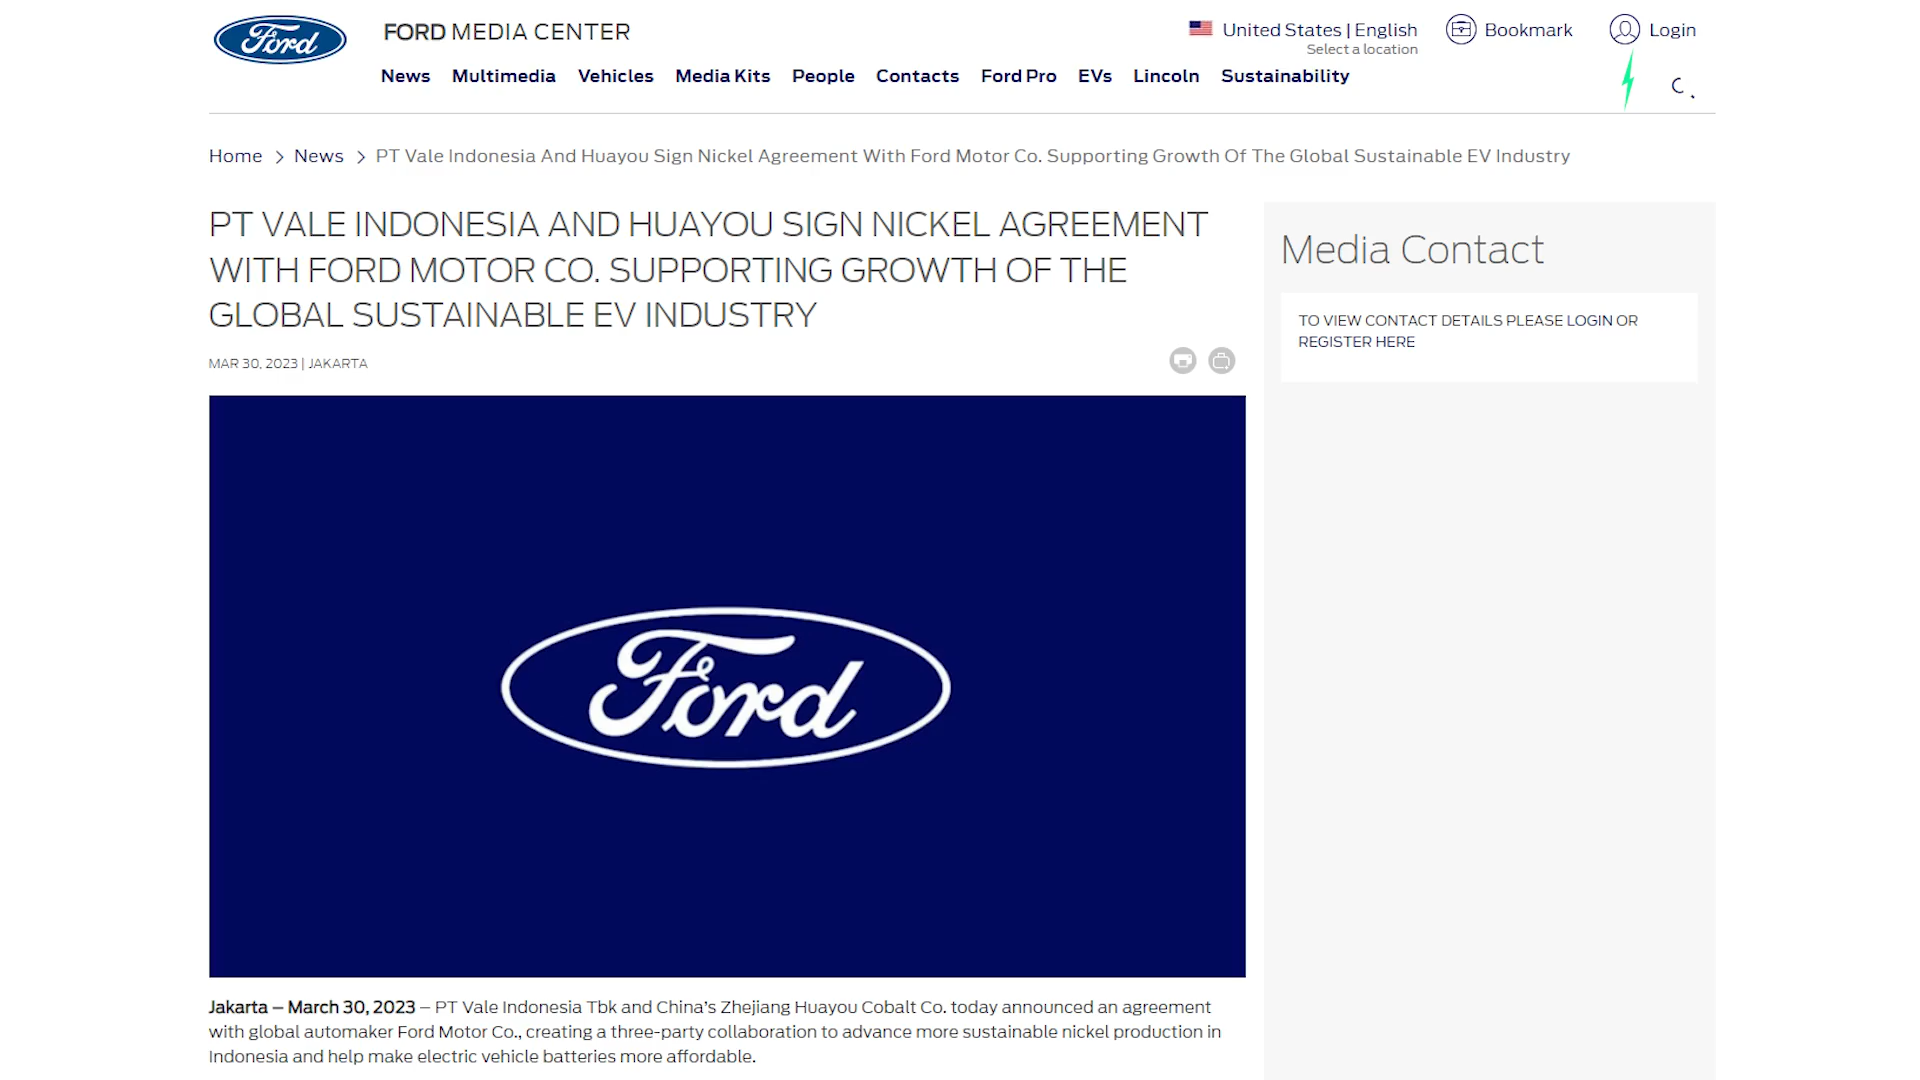 Ford
FORD MEDIA CENTER
United States | English
Select a location
Bookmark
Login
News Multimedia Vehicles Media Kits People Contacts Ford Pro EVs Lincoln Sustainability
Home > News > PT Vale Indonesia And Huayou Sign Nickel Agreement With Ford Motor Co. Supporting Growth Of The Global Sustainable EV Industry
PT VALE INDONESIA AND HUAYOU SIGN NICKEL AGREEMENT
WITH FORD MOTOR CO. SUPPORTING GROWTH OF THE
GLOBAL SUSTAINABLE EV INDUSTRY
MAR 30, 2023 | JAKARTA
Media Contact
TO VIEW CONTACT DETAILS PLEASE LOGIN OR
REGISTER HERE
Ford
Jakarta – March 30, 2023 – PT Vale Indonesia Tbk and China’s Zhejiang Huayou Cobalt Co. today announced an agreement
with global automaker Ford Motor Co., creating a three-party collaboration to advance more sustainable nickel production in
Indonesia and help make electric vehicle batteries more affordable.